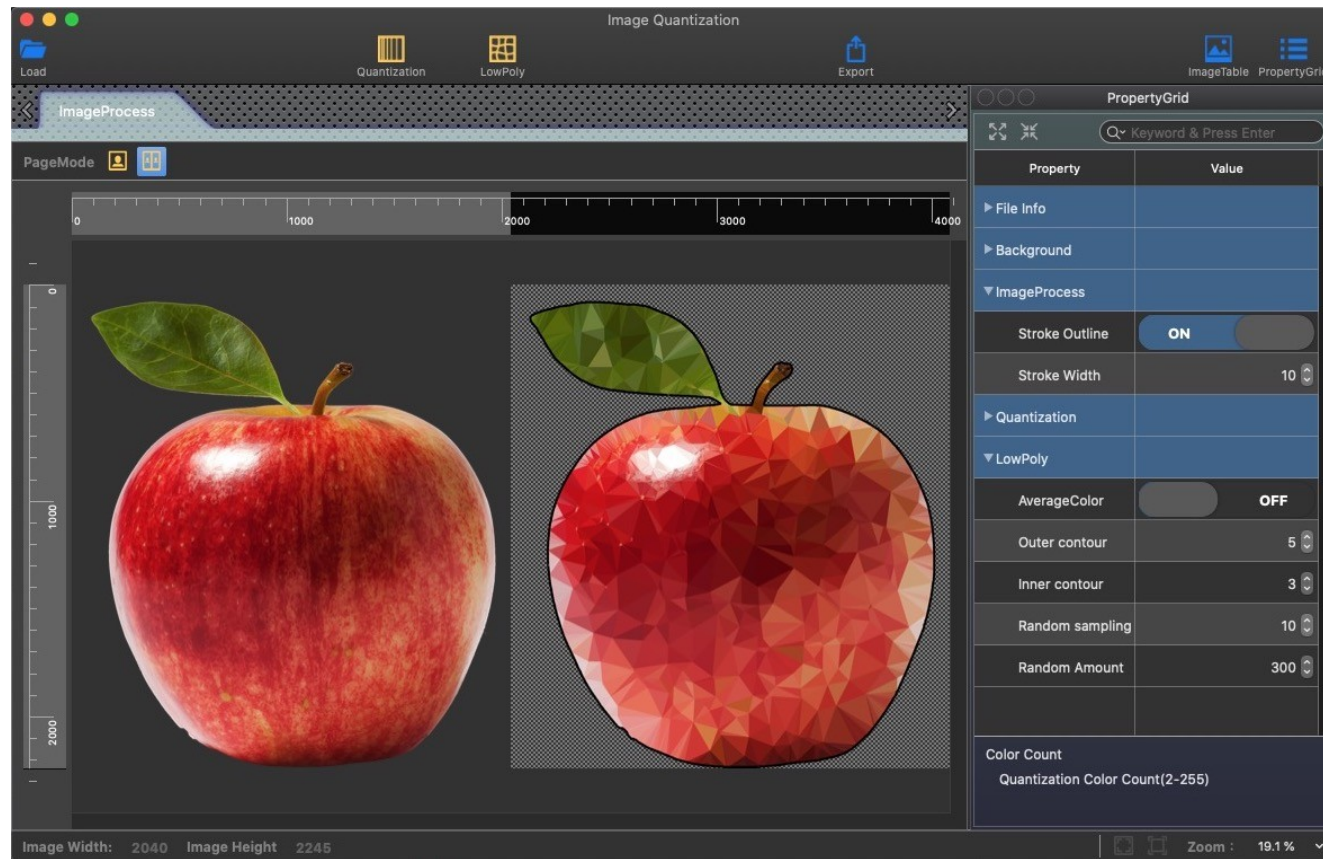 Image Quantization
Load
Quantization
LowPoly
Export
ImageTable
PropertyGri
ImageProcess
PropertyGrid
Keyword & Press Enter
PageMode
Property Value
0 1000 2000 3000 4000
File Info
Background
ImageProcess
Stroke Outline ON
Stroke Width 10
Quantization
LowPoly
AverageColor OFF
Outer contour 5
Inner contour 3
Random sampling 10
Random Amount 300
0
1000
2000
Color Count
Quantization Color Count(2-255)
Image Width: 2040 Image Height 2245
Zoom : 19.1 %